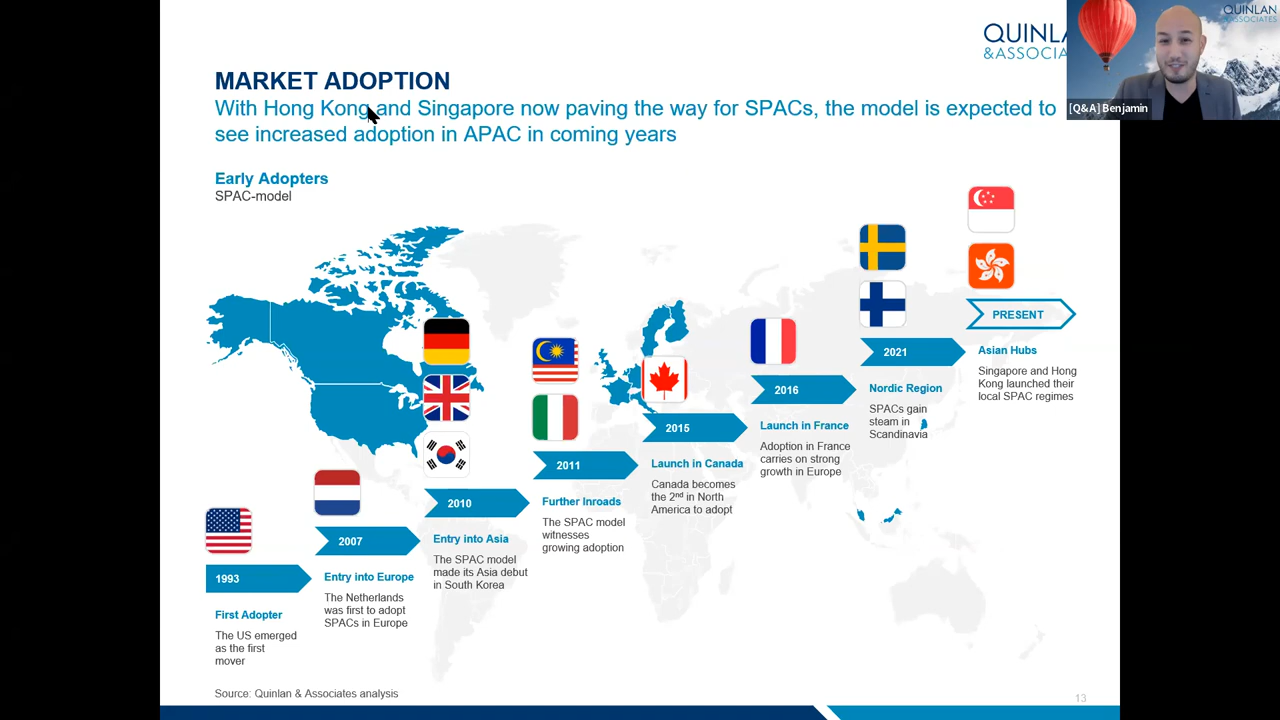 QUINLAN
& ASSOCIATES
QUINL
&ASSOCI
[Q&A] Benjamin
MARKET ADOPTION
With Hong Kong and Singapore now paving the way for SPACs, the model is expected to
see increased adoption in APAC in coming years
Early Adopters
SPAC-model
1993
First Adopter
The US emerged
as the first
mover
2007
Entry into Europe
The Netherlands
was first to adopt
SPACs in Europe
2010
Entry into Asia
The SPAC model
made its Asia debut
in South Korea
2011
Further Inroads
The SPAC model
witnesses
growing adoption
2015
Launch in Canada
Canada becomes
the 2nd in North
America to adopt
2016
Launch in France
Adoption in France
carries on strong
growth in Europe
2021
Nordic Region
SPACs gain
steam in
Scandinavia
PRESENT
Asian Hubs
Singapore and Hong
Kong launched their
local SPAC regimes
Source: Quinlan & Associates analysis
13